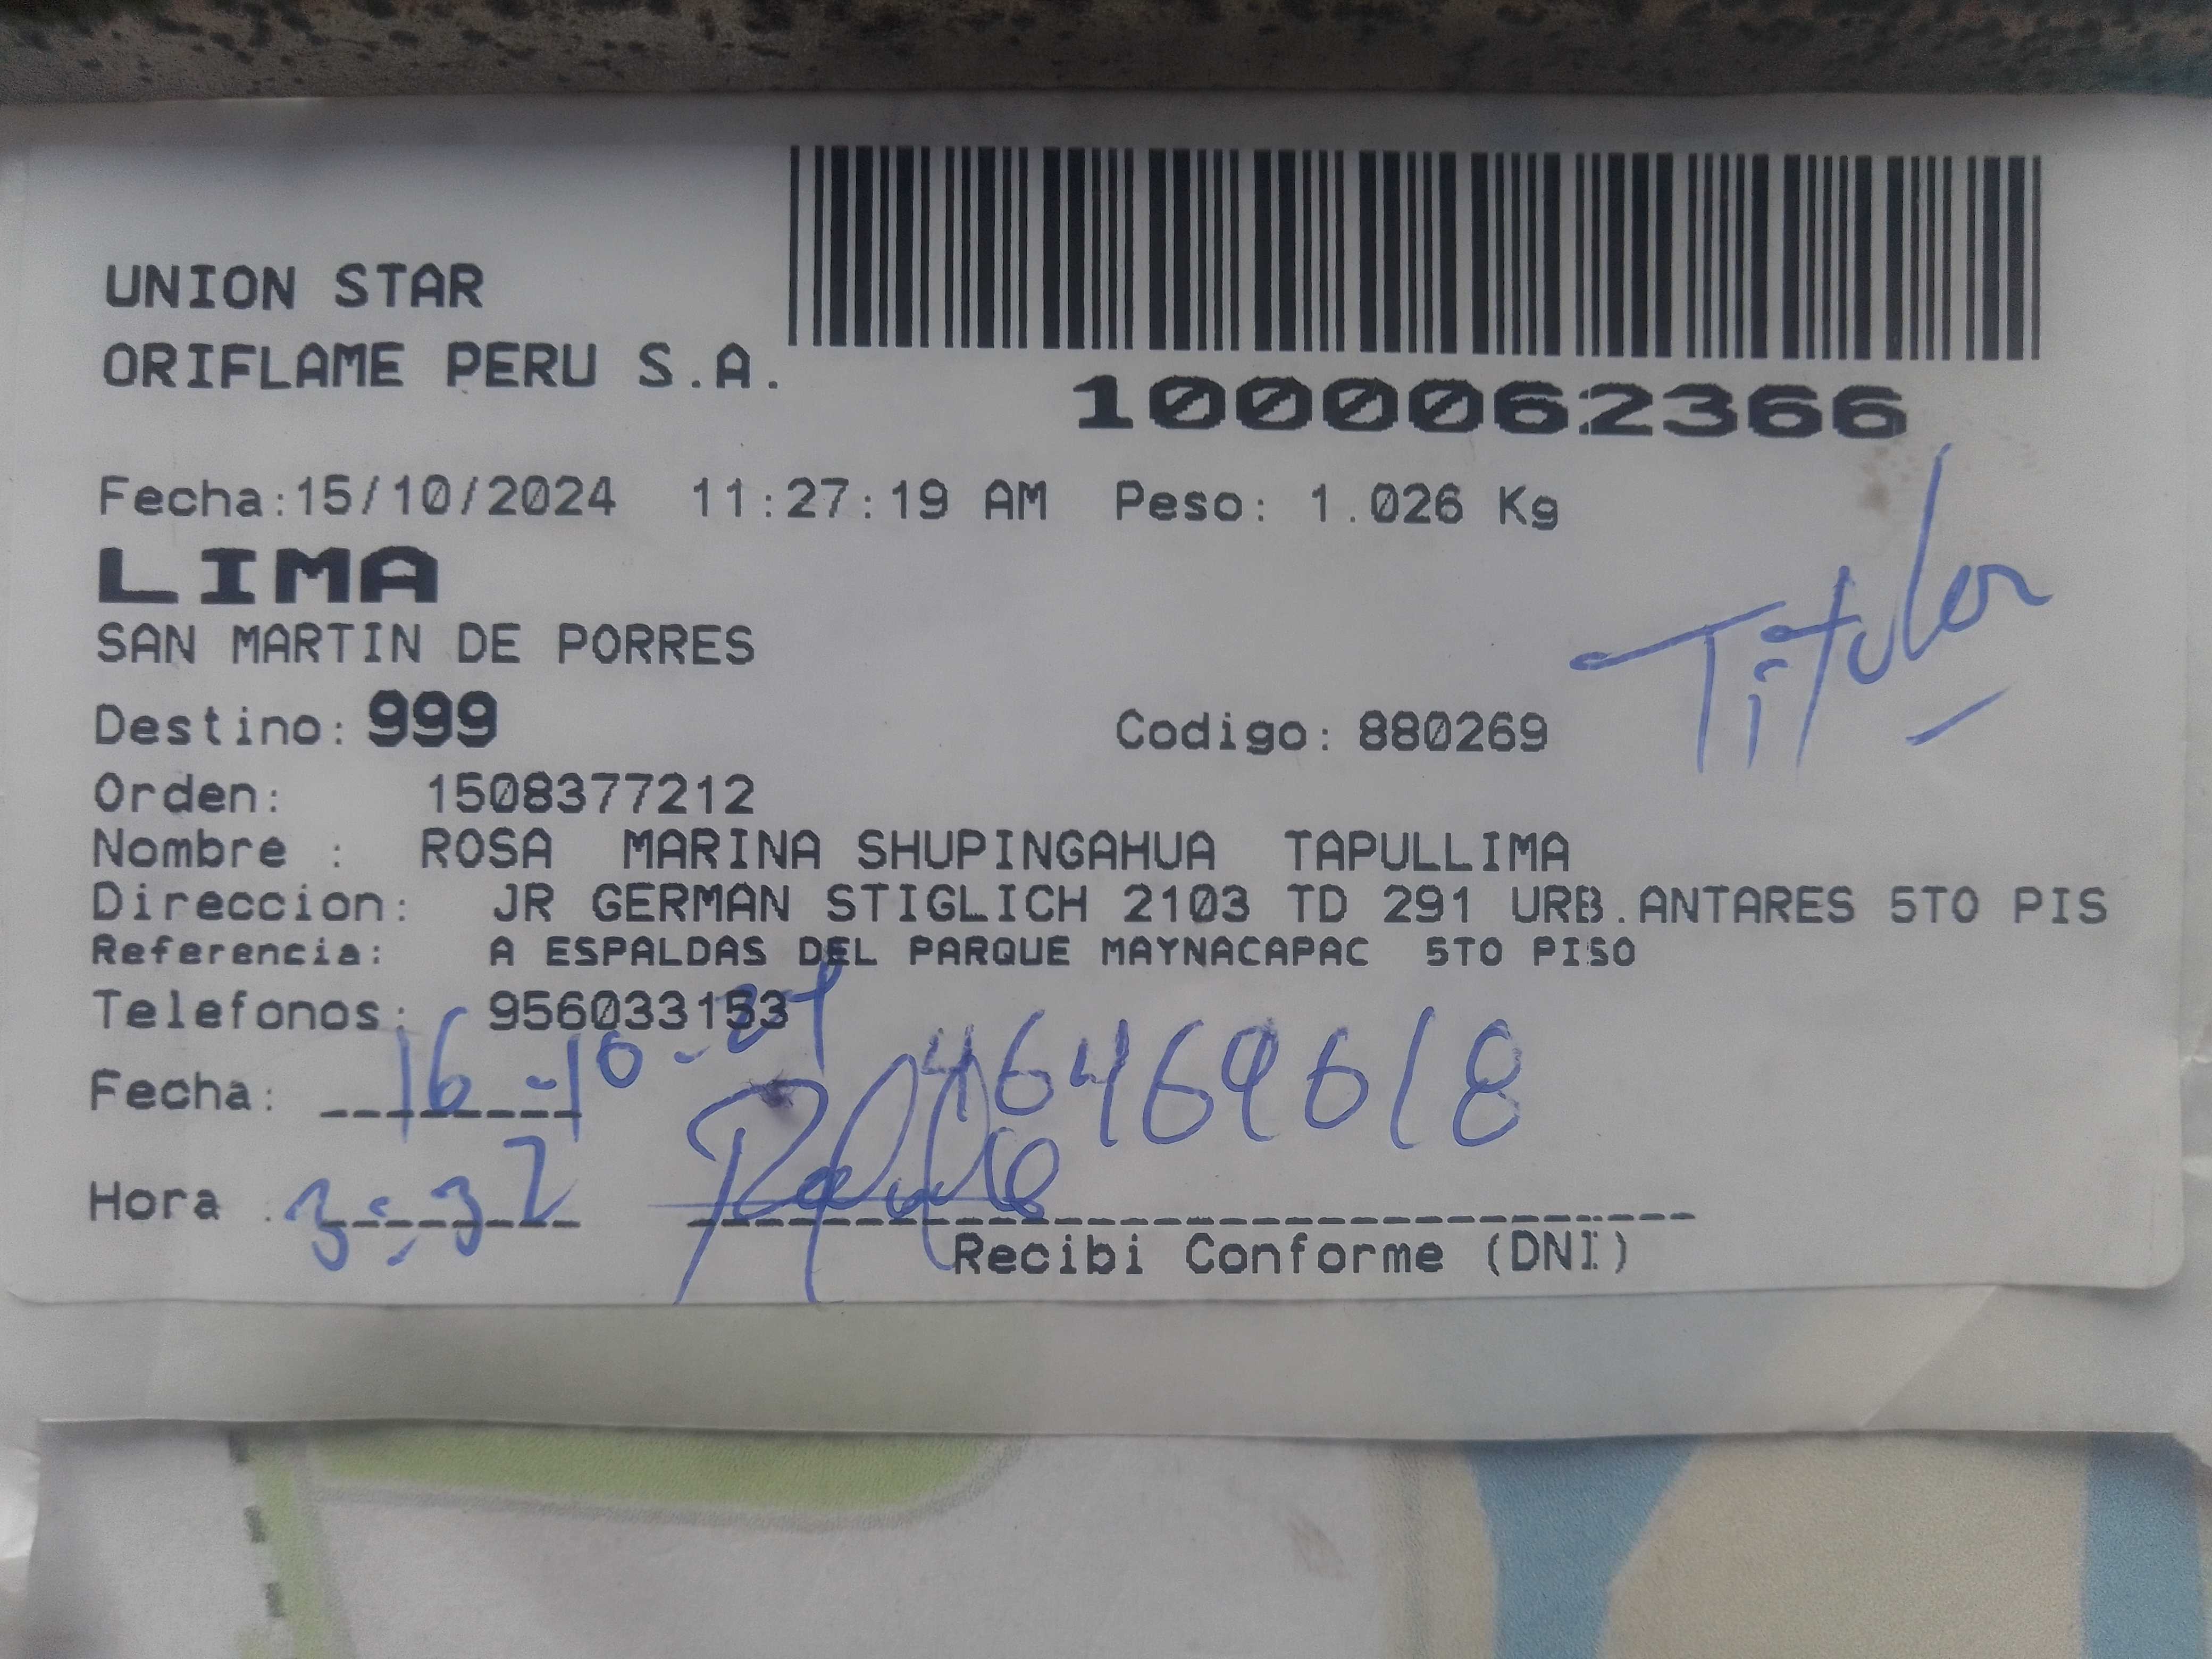 UNION STAR
ORIFLAME PERU S.A.
1000062366
Fecha:15/10/2024 11:27:19 AM Peso: 1.026 Kg
LIMA
SAN MARTIN DE PORRES
Titular
Destino: 999 Codigo: 880269
Orden: 1508377212
Nombre : ROSA MARINA SHUPINGAHUA TAPULLIMA
Direccion: JR GERMAN STIGLICH 2103 TD 291 URB.ANTARES 5TO PIS
Referencia: A ESPALDAS DEL PARQUE MAYNACAPAC 5TO PISO
Telefonos: 956033153
Fecha: 16-10-24 46469618
Hora : 3:37
Recibi Conforme (DNI)